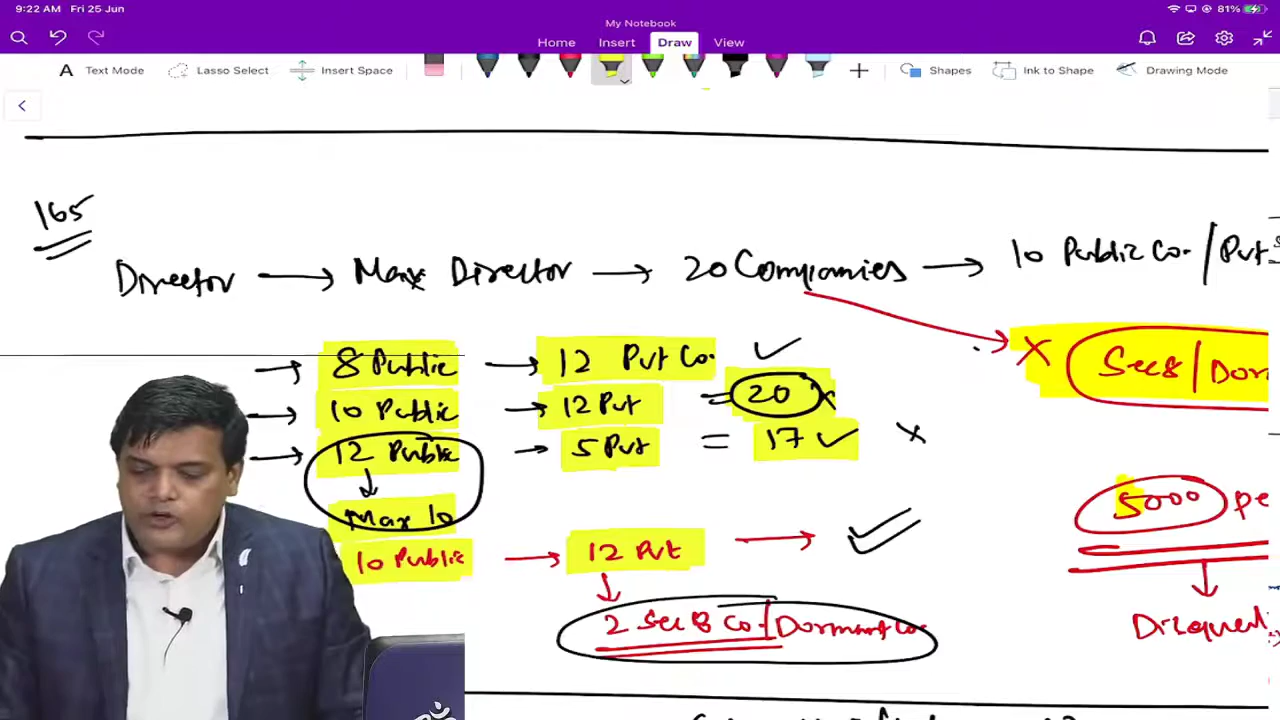 9:22 AM Fri 25 Jun
81%
My Notebook
Home Insert Draw View
Text Mode Lasso Select Insert Space Shapes Ink to Shape Drawing Mode
165
Director → Max Director → 20 Companies → 10 Public Co. / Pvt
→ 8 Public → 12 Pvt Co. ✓
→ 10 Public → 12 Pvt = 20 x
→ 12 Public → 5 Pvt = 17 ✓ x
↓
Max 10
10 Public → 12 Pvt → ✓
↓
2 Sec 8 Co / Dormant Co.
x Sec 8 / Dor
5000 pe
↓
Disquali